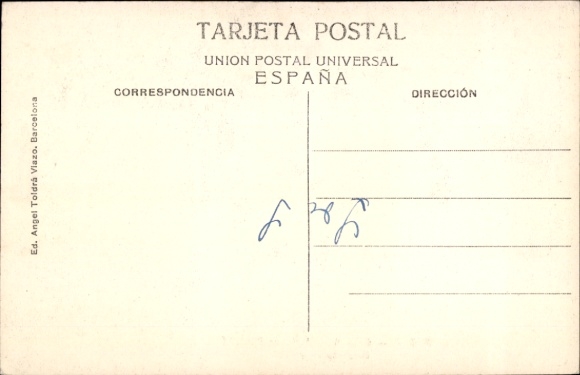 TARJETA POSTAL
UNION POSTAL UNIVERSAL
ESPAÑA
CORRESPONDENCIA
DIRECCIÓN
Ed. Angel Toldrá Viazo. Barcelona